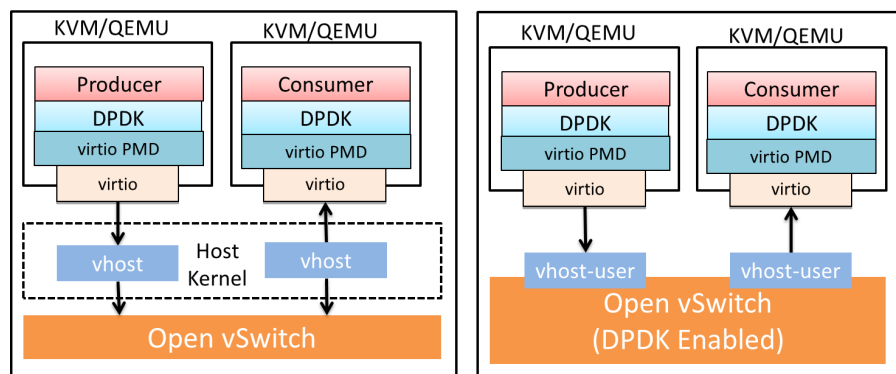 KVM/QEMU
Producer
DPDK
virtio PMD
virtio
KVM/QEMU
Consumer
DPDK
virtio PMD
virtio
vhost
Host
Kernel
vhost
Open vSwitch
KVM/QEMU
Producer
DPDK
virtio PMD
virtio
KVM/QEMU
Consumer
DPDK
virtio PMD
virtio
vhost-user
vhost-user
Open vSwitch
(DPDK Enabled)